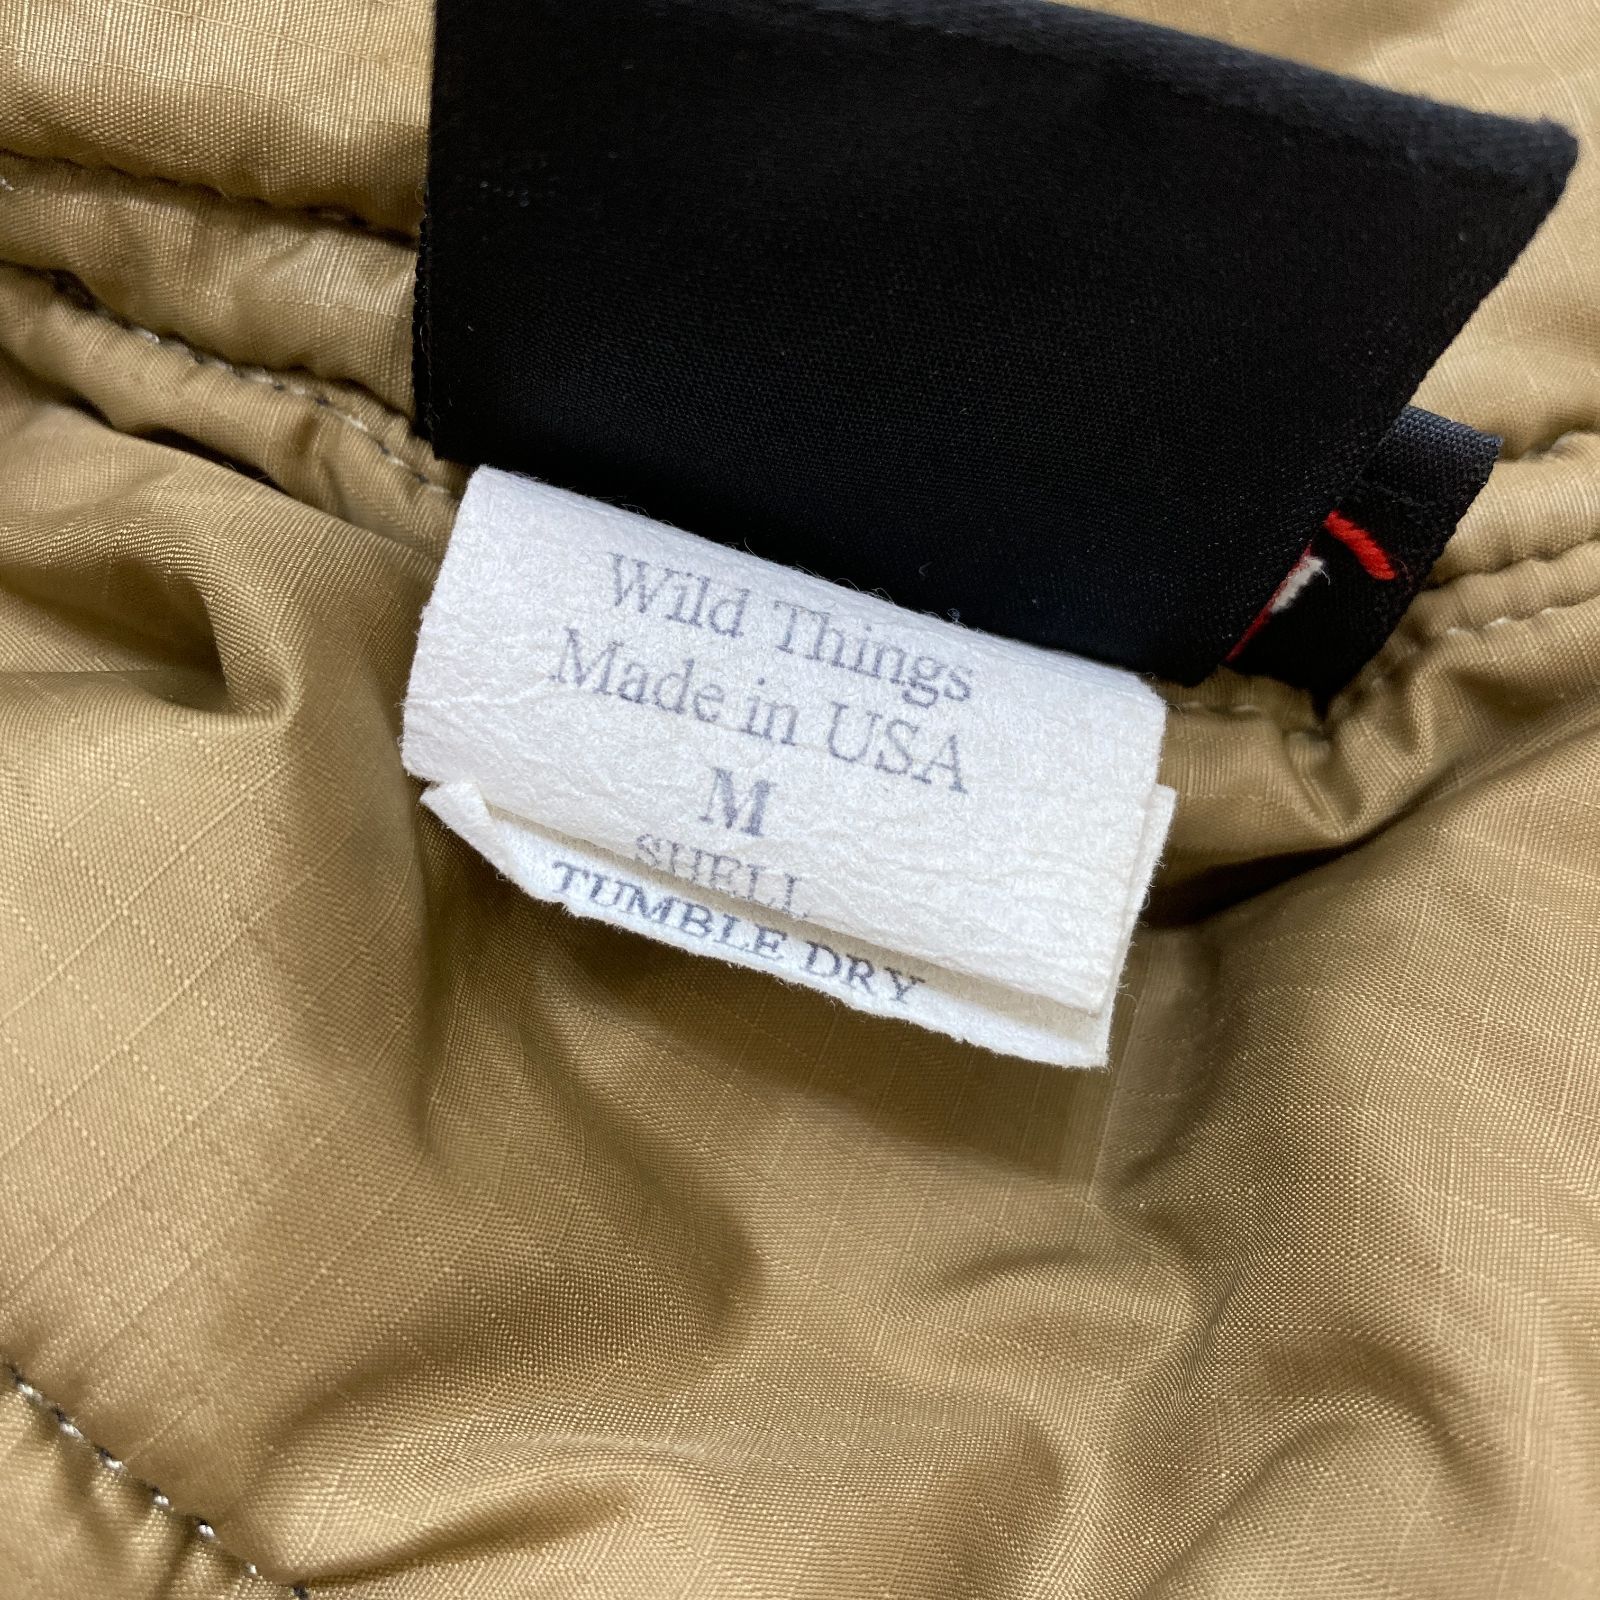 Wild Things
Made in USA
M
SHELL
TUMBLE DRY